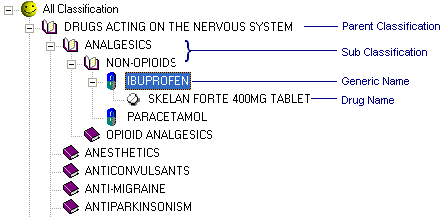 All Classification
DRUGS ACTING ON THE NERVOUS SYSTEM Parent Classification
ANALGESICS
Sub Classification
NON-OPIOIDS
IBUPROFEN Generic Name
SKELAN FORTE 400MG TABLET Drug Name
PARACETAMOL
OPIOID ANALGESICS
ANESTHETICS
ANTICONVULSANTS
ANTI-MIGRAINE
ANTIPARKINSONISM